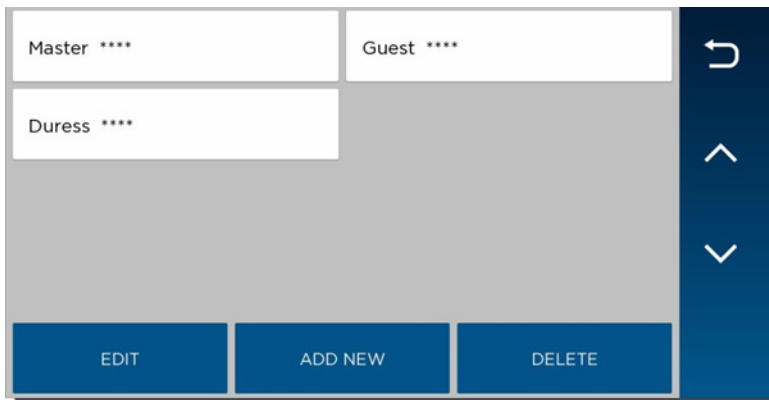 Master ****
Guest ****
Duress ****
EDIT
ADD NEW
DELETE